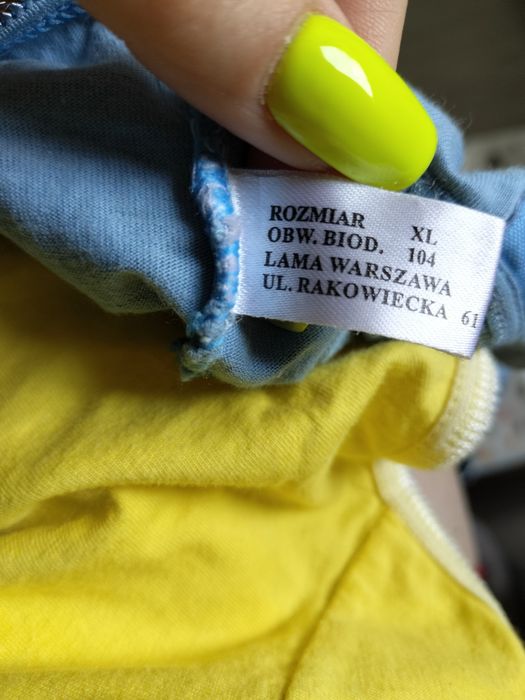 ROZMIAR XL
OBW. BIOD. 104
LAMA WARSZAWA
UL. RAKOWIECKA 61